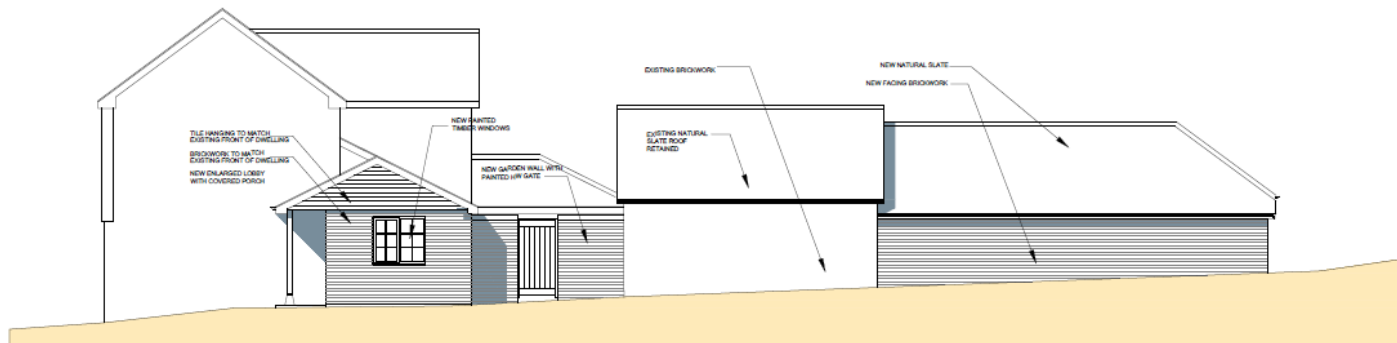 TILE HANGING TO MATCH
EXISTING FRONT OF DWELLING
BRICKWORK TO MATCH
EXISTING FRONT OF DWELLING
NEW ENLARGED LOBBY
WITH COVERED PORCH
NEW PAINTED
TIMBER WINDOWS
NEW GARDEN WALL WITH
PAINTED HW GATE
EXISTING BRICKWORK
EXISTING NATURAL
SLATE ROOF
RETAINED
NEW NATURAL SLATE
NEW FACING BRICKWORK